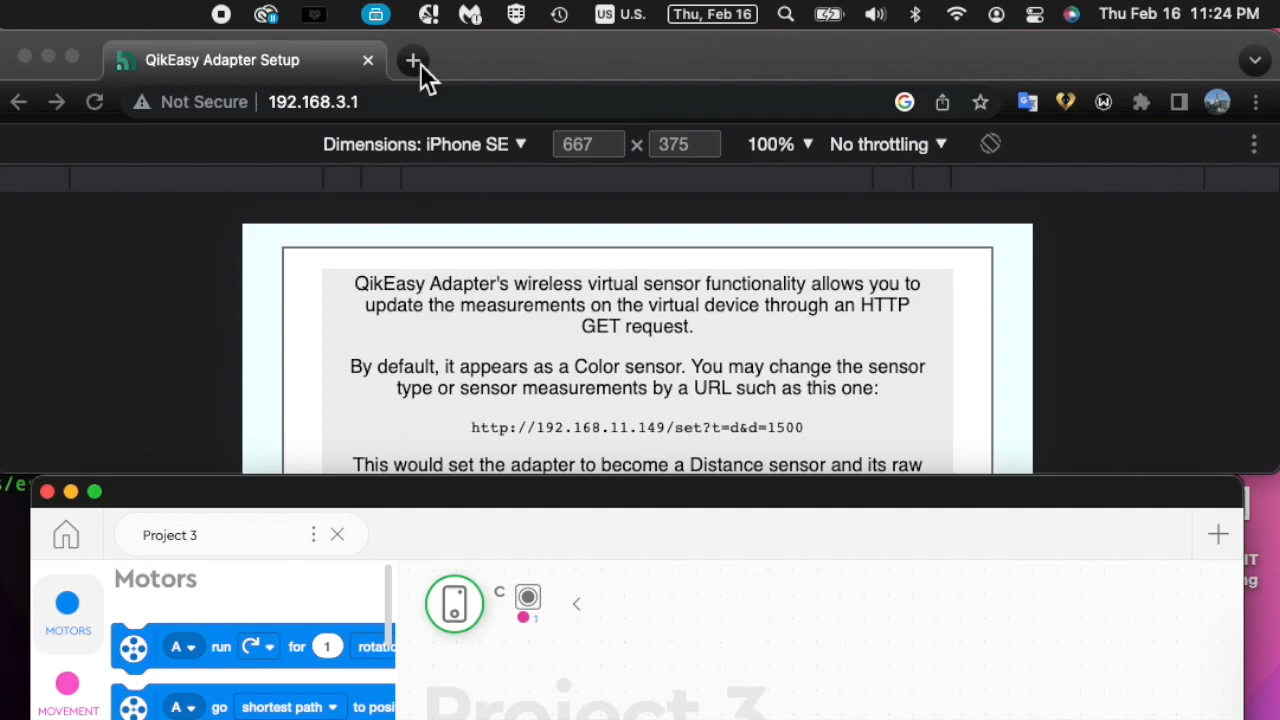 U.S. Thu, Feb 16 Thu Feb 16 11:24 PM
QikEasy Adapter Setup
Not Secure 192.168.3.1
Dimensions: iPhone SE ▼ 667 × 375 100% ▼ No throttling ▼
QikEasy Adapter's wireless virtual sensor functionality allows you to
update the measurements on the virtual device through an HTTP
GET request.
By default, it appears as a Color sensor. You may change the sensor
type or sensor measurements by a URL such as this one:
http://192.168.11.149/set?t=d&d=1500
This would set the adapter to become a Distance sensor and its raw
Project 3
Motors
C
1
MOTORS
A run for 1 rotatio
MOVEMENT
A go shortest path to posi
Project 3